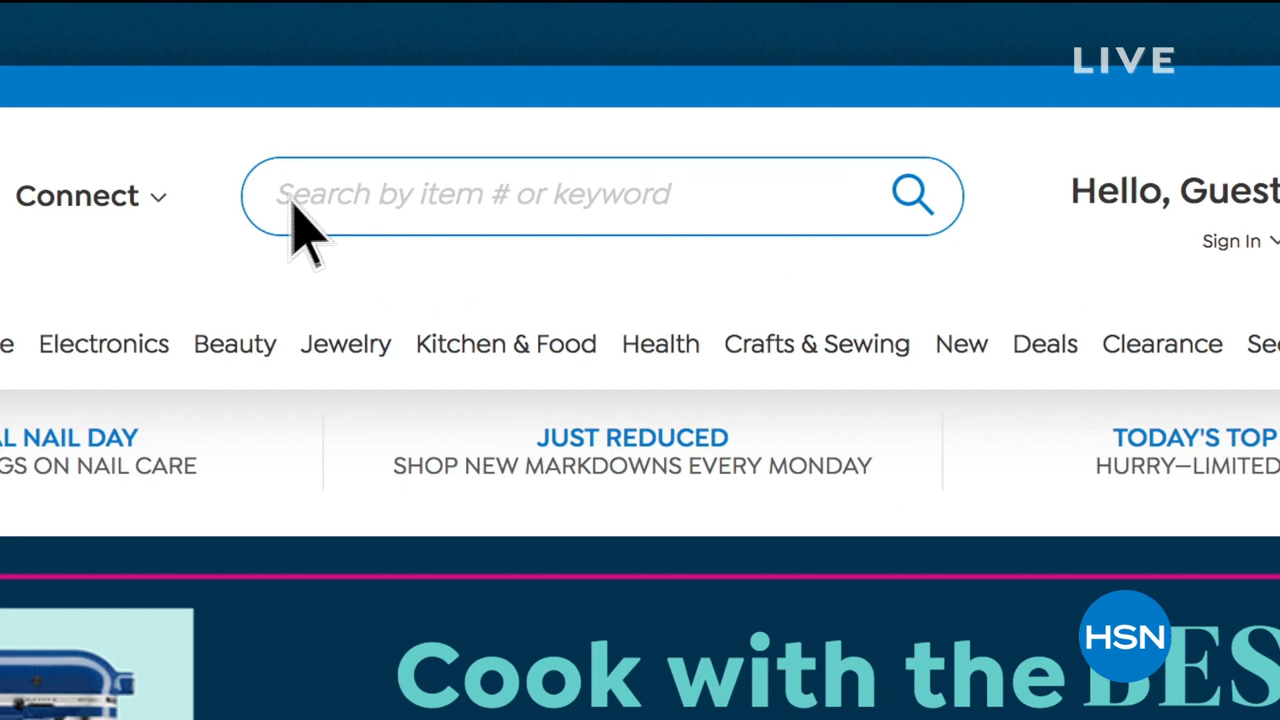 LIVE
Connect
Search by item # or keyword
Hello, Guest
Sign In
e Electronics Beauty Jewelry Kitchen & Food Health Crafts & Sewing New Deals Clearance Se
L NAIL DAY
GS ON NAIL CARE
JUST REDUCED
SHOP NEW MARKDOWNS EVERY MONDAY
TODAY'S TOP
HURRY—LIMITED
Cook with the BES
HSN